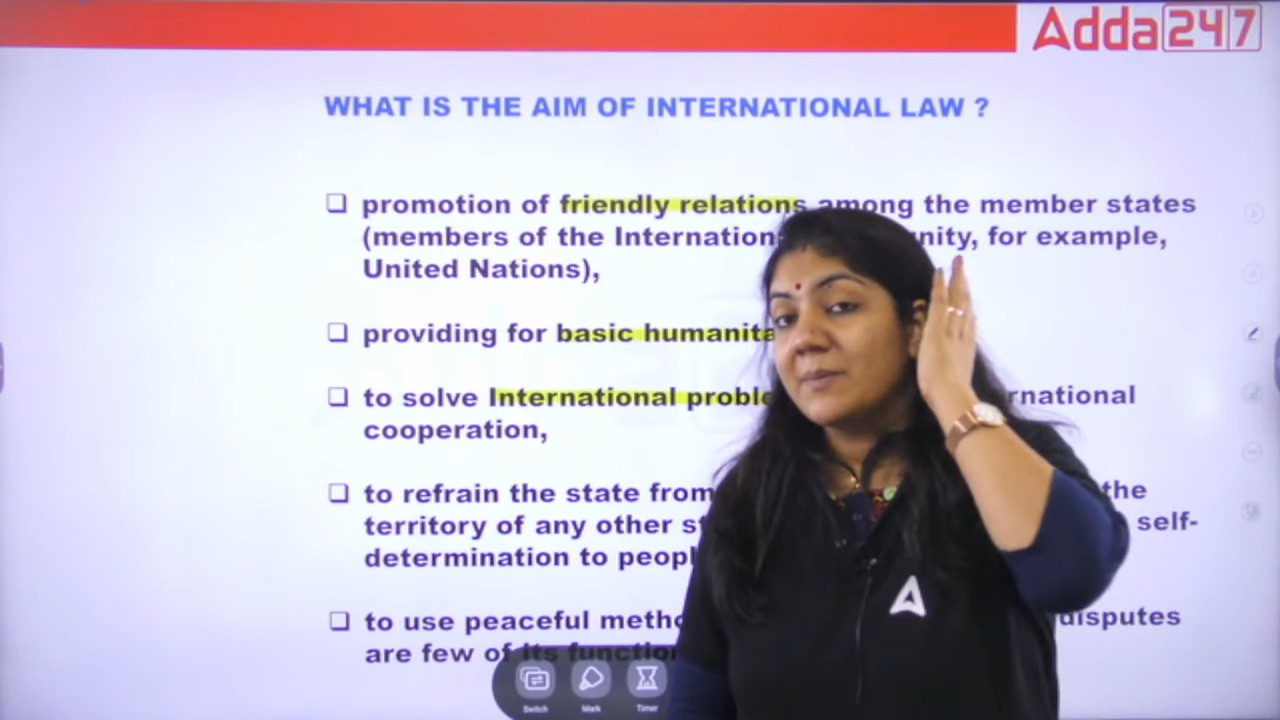 Adda247
WHAT IS THE AIM OF INTERNATIONAL LAW ?
❑ promotion of friendly relations among the member states
(members of the Internation nity, for example,
United Nations),
❑ providing for basic humanita
❑ to solve International proble rnational
cooperation,
❑ to refrain the state from the
territory of any other st self-
determination to peopl
❑ to use peaceful metho disputes
are few of its function
Switch Mark Timer